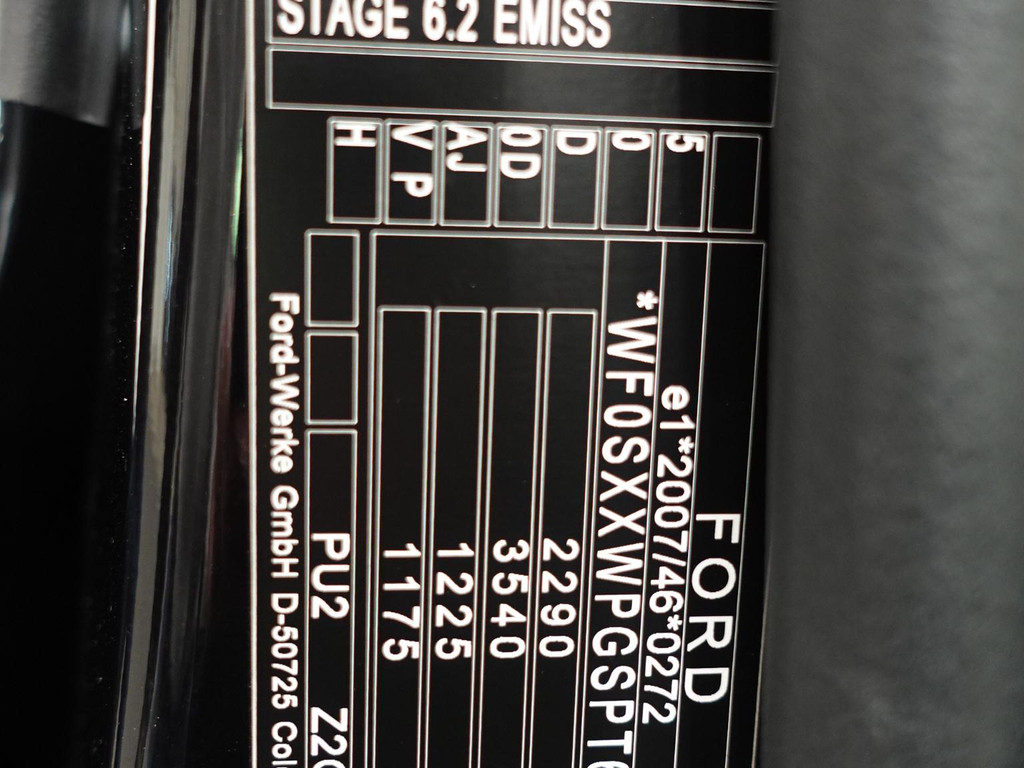 FORD
e1*2007/46*0272
*WF0SXXWPGSPT6
2290
3540
1225
1175
PU2
Ford-Werke GmbH D-50725
5
0
D
0D
AJ
VP
H
STAGE 6.2 EMISS